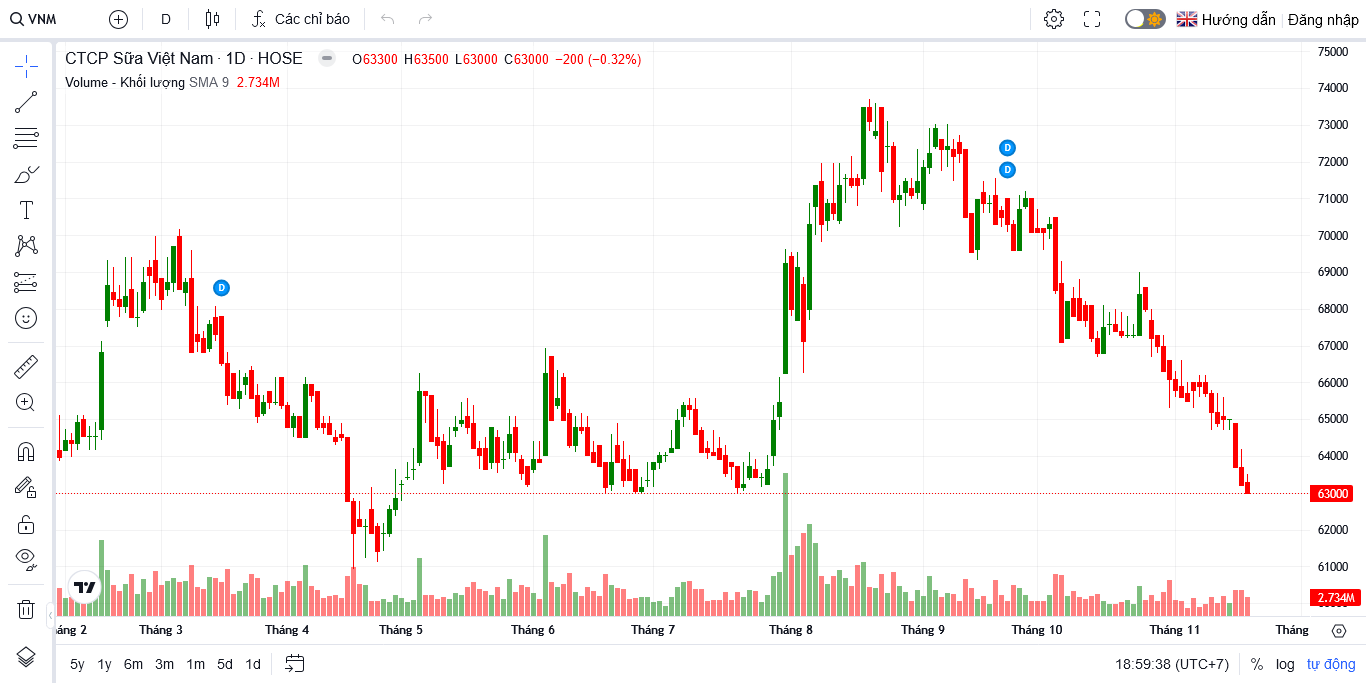 VNM D Các chỉ báo Hướng dẫn Đăng nhập
CTCP Sữa Việt Nam · 1D · HOSE O63300 H63500 L63000 C63000 −200 (−0.32%)
Volume - Khối lượng SMA 9 2.734M
75000
74000
73000
72000
71000
70000
69000
68000
67000
66000
65000
64000
63000
62000
61000
2.734M
D
D
D
áng 2 Tháng 3 Tháng 4 Tháng 5 Tháng 6 Tháng 7 Tháng 8 Tháng 9 Tháng 10 Tháng 11 Tháng
5y 1y 6m 3m 1m 5d 1d 18:59:38 (UTC+7) % log tự động